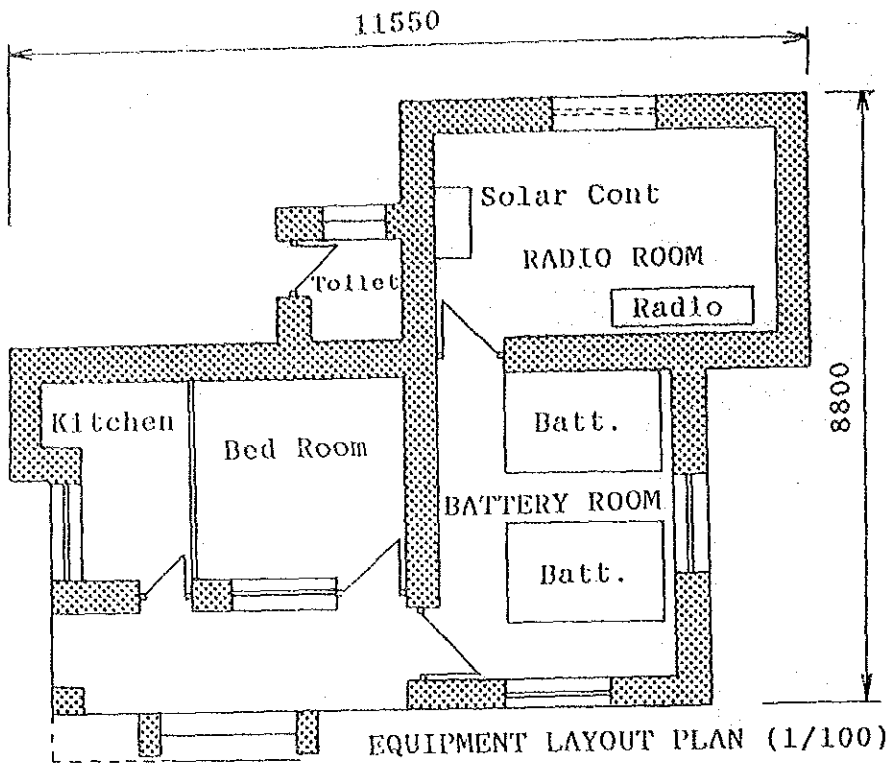 11550
Solar Cont
RADIO ROOM
Toilet
Radio
8800
Kitchen
Bed Room
Batt.
BATTERY ROOM
Batt.
EQUIPMENT LAYOUT PLAN (1/100)